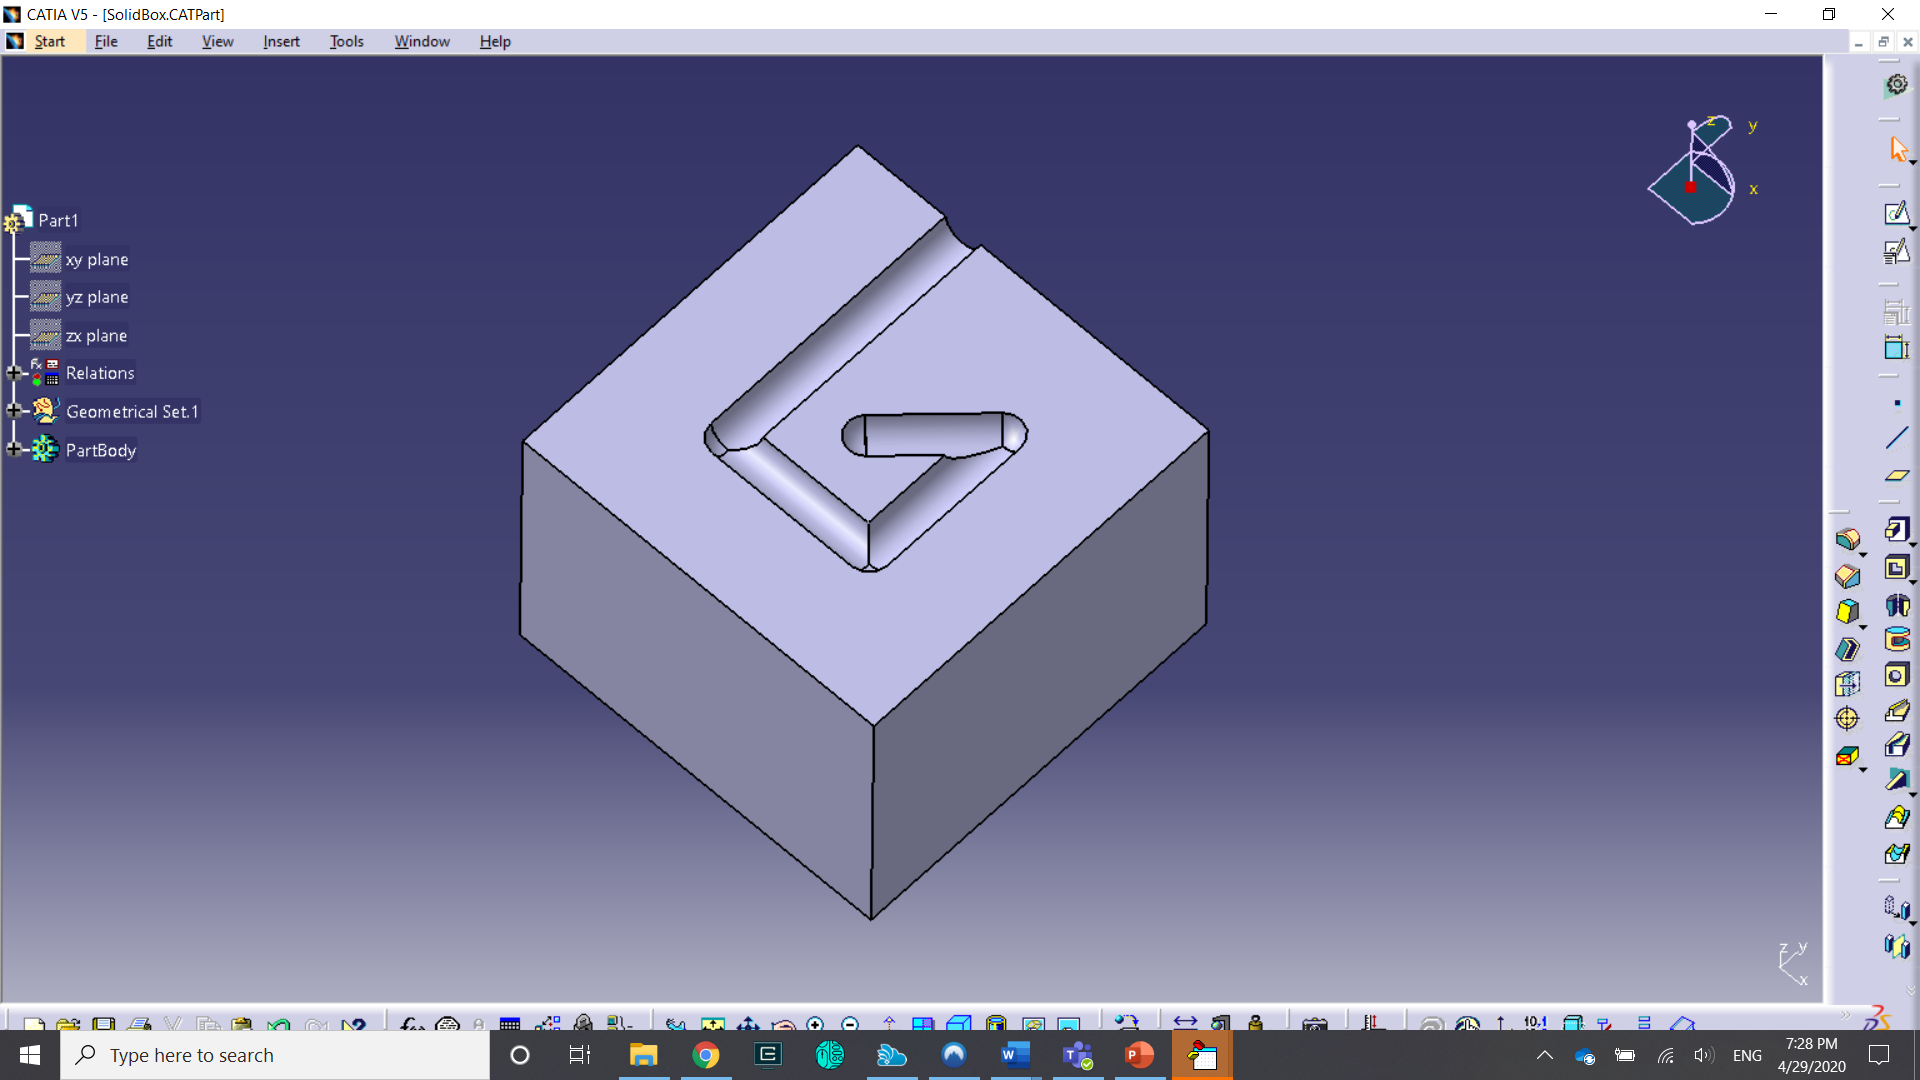 CATIA V5 - [SolidBox.CATPart]
Start File Edit View Insert Tools Window Help
z y
x
Part1
xy plane
yz plane
zx plane
Relations
Geometrical Set.1
PartBody
z y
x
Type here to search
ENG
7:28 PM
4/29/2020